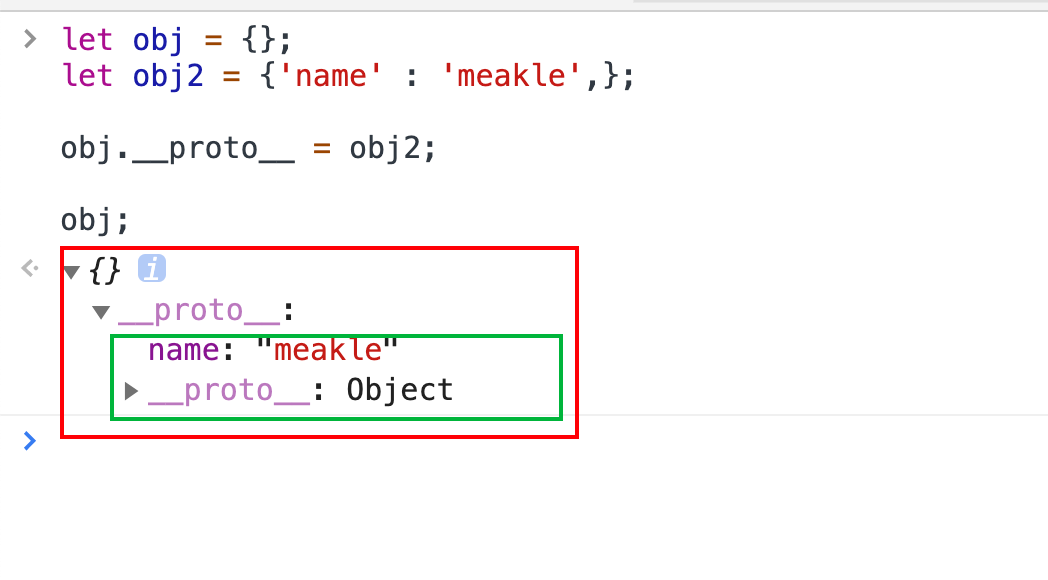 let obj = {};
let obj2 = {'name' : 'meakle',};
obj.__proto__ = obj2;
obj;
{} i
__proto__:
name: "meakle"
__proto__: Object